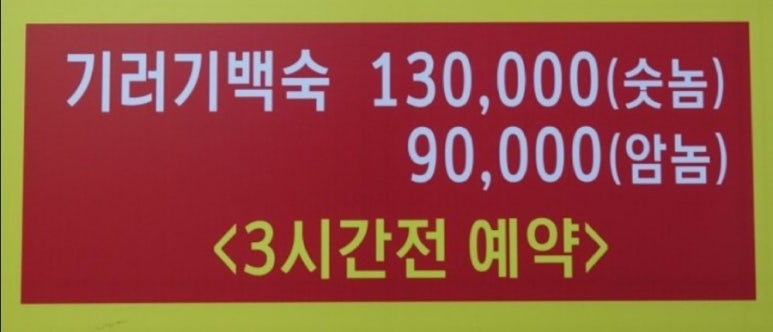 기러기백숙 130,000(숫놈)
90,000(암놈)
<3시간전 예약>